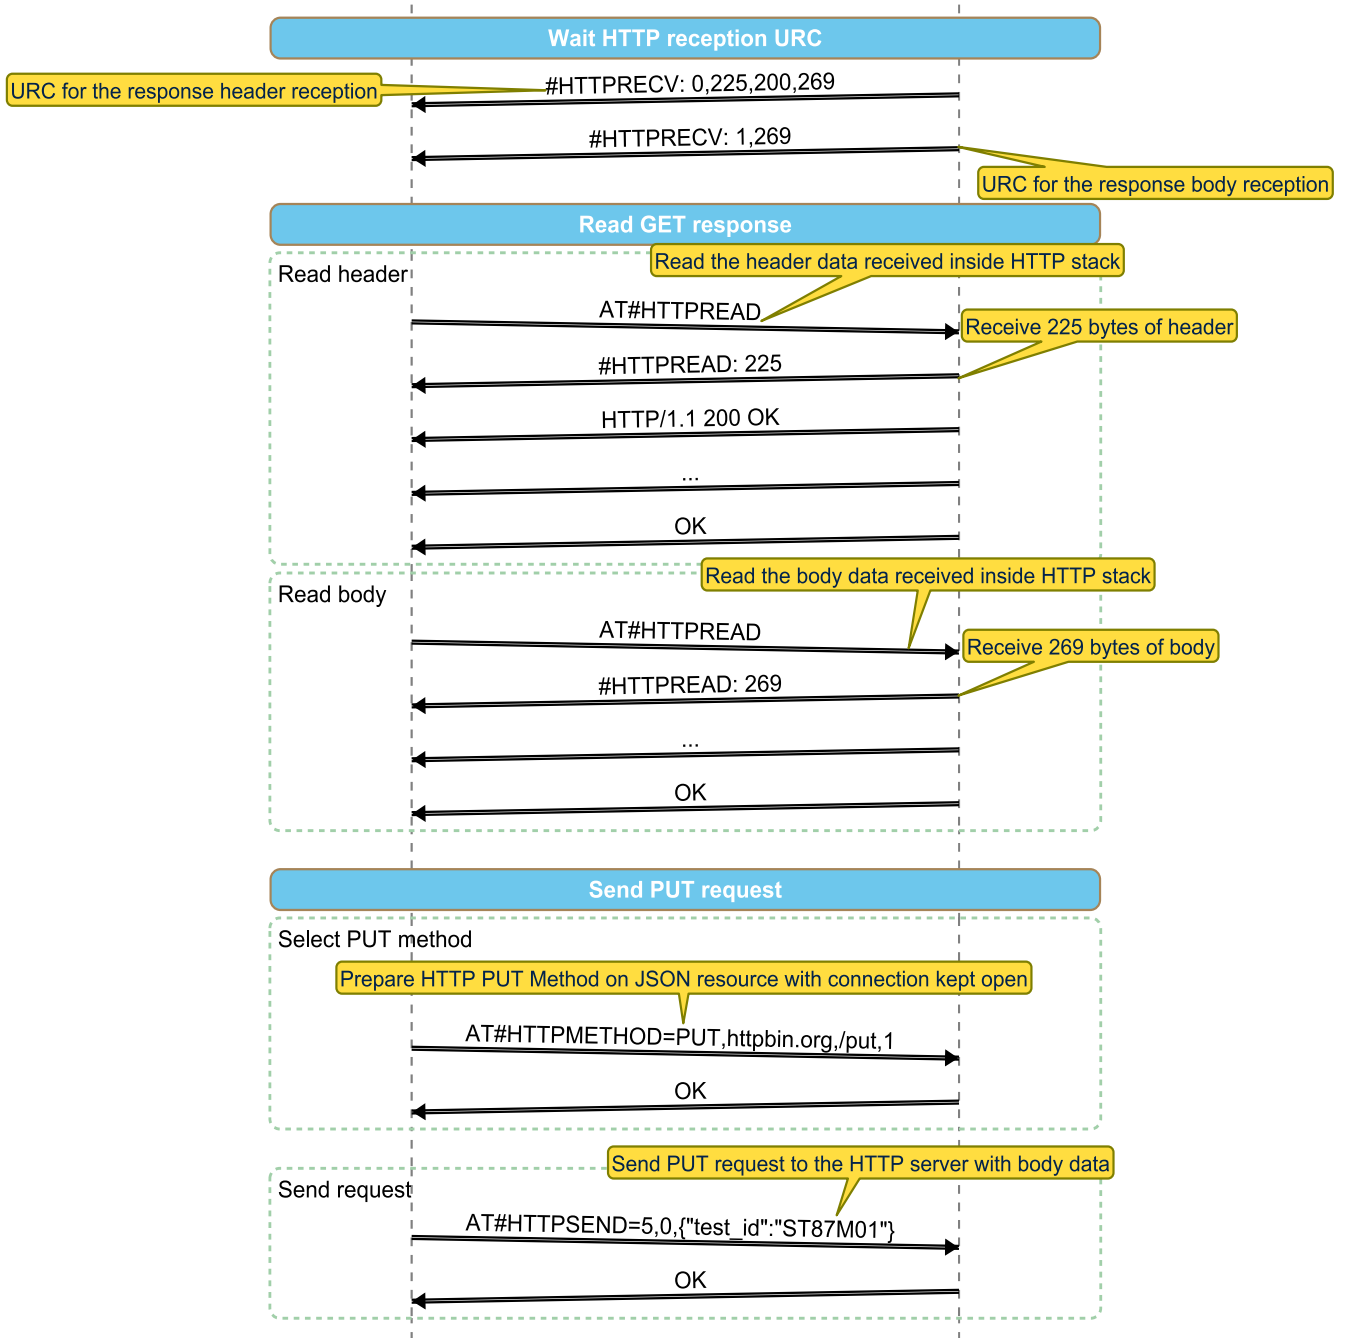 Wait HTTP reception URC
URC for the response header reception
#HTTPRECV: 0,225,200,269
#HTTPRECV: 1,269
URC for the response body reception
Read GET response
Read header
Read the header data received inside HTTP stack
AT#HTTPREAD
Receive 225 bytes of header
#HTTPREAD: 225
HTTP/1.1 200 OK
...
OK
Read body
Read the body data received inside HTTP stack
AT#HTTPREAD
Receive 269 bytes of body
#HTTPREAD: 269
...
OK
Send PUT request
Select PUT method
Prepare HTTP PUT Method on JSON resource with connection kept open
AT#HTTPMETHOD=PUT,httpbin.org,/put,1
OK
Send PUT request to the HTTP server with body data
Send request
AT#HTTPSEND=5,0,{"test_id":"ST87M01"}
OK